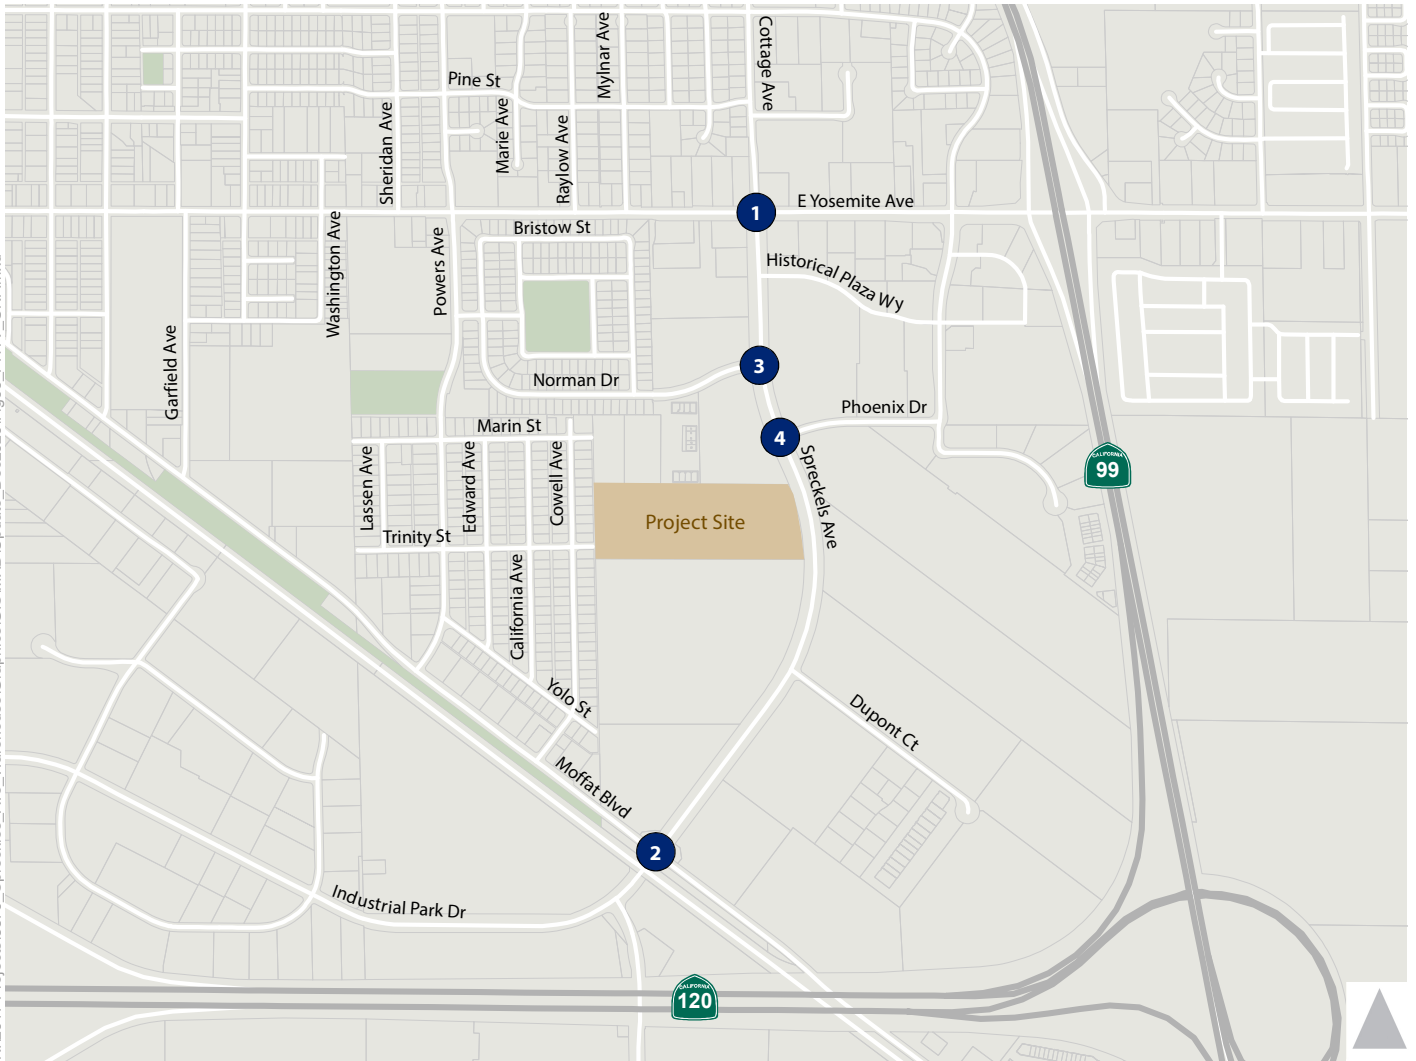 Cottage Ave
Mylnar Ave
Pine St
Sheridan Ave
Marie Ave
Raylow Ave
E Yosemite Ave
1
Washington Ave
Powers Ave
Bristow St
Historical Plaza Wy
Garfield Ave
3
Norman Dr
Phoenix Dr
Marin St
4
Lassen Ave
Edward Ave
Cowell Ave
Spreckels Ave
CALIFORNIA
99
Project Site
Trinity St
California Ave
Yolo St
Dupont Ct
Moffat Blvd
2
Industrial Park Dr
CALIFORNIA
120